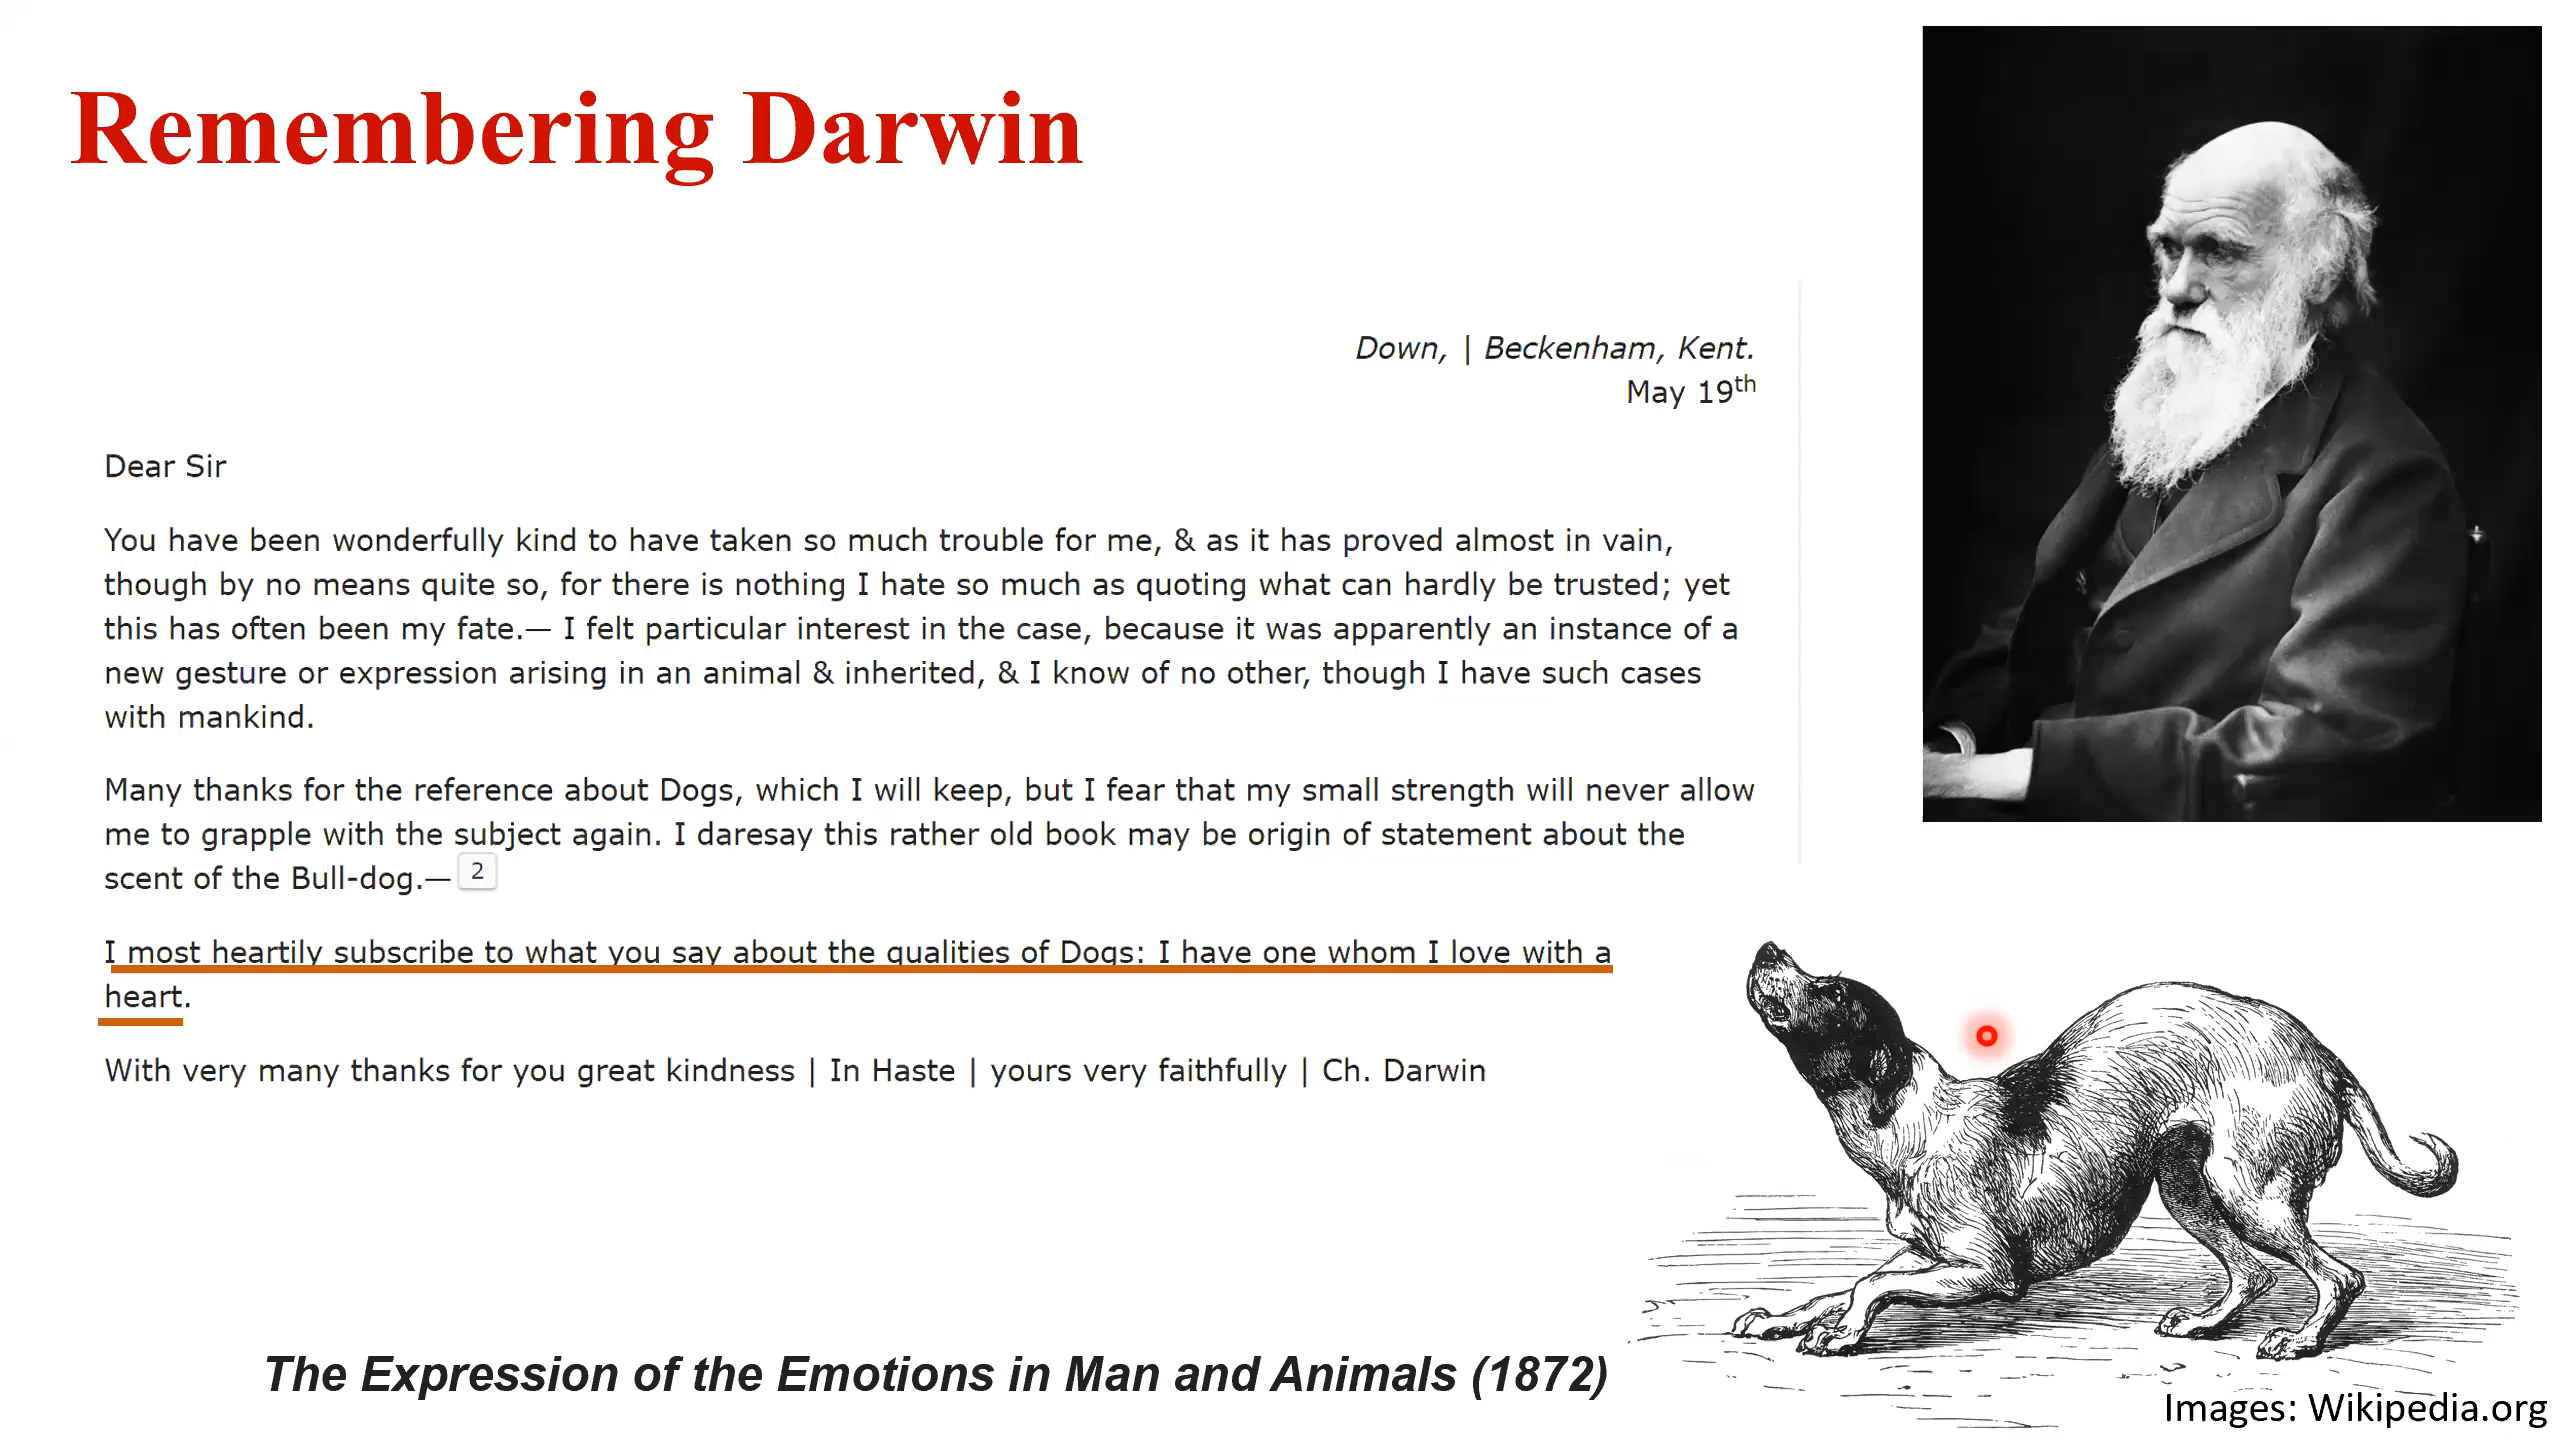 Remembering Darwin
Down, | Beckenham, Kent.
May 19th
Dear Sir
You have been wonderfully kind to have taken so much trouble for me, & as it has proved almost in vain,
though by no means quite so, for there is nothing I hate so much as quoting what can hardly be trusted; yet
this has often been my fate.— I felt particular interest in the case, because it was apparently an instance of a
new gesture or expression arising in an animal & inherited, & I know of no other, though I have such cases
with mankind.
Many thanks for the reference about Dogs, which I will keep, but I fear that my small strength will never allow
me to grapple with the subject again. I daresay this rather old book may be origin of statement about the
scent of the Bull-dog.— 2
I most heartily subscribe to what you say about the qualities of Dogs: I have one whom I love with a
heart.
With very many thanks for you great kindness | In Haste | yours very faithfully | Ch. Darwin
The Expression of the Emotions in Man and Animals (1872)
Images: Wikipedia.org